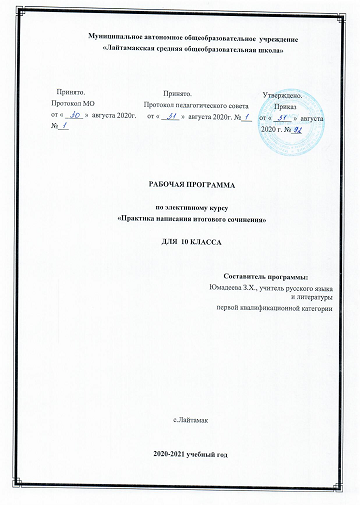 Муниципальное автономное общеобразовательное учреждение
«Лайтамакская средняя общеобразовательная школа»
Принято. Принято. Утверждено.
Протокол МО Протокол педагогического совета Приказ
от « 30 » августа 2020г. от « 31 » августа 2020г. № 1 от « 31 » августа
№ 1 2020 г. №
РАБОЧАЯ ПРОГРАММА
по элективному курсу
«Практика написания итогового сочинения»
ДЛЯ 10 КЛАССА
Составитель программы:
Юмадеева З.Х., учитель русского языка
и литературы
первой квалификационной категории
с.Лайтамак
2020-2021 учебный год